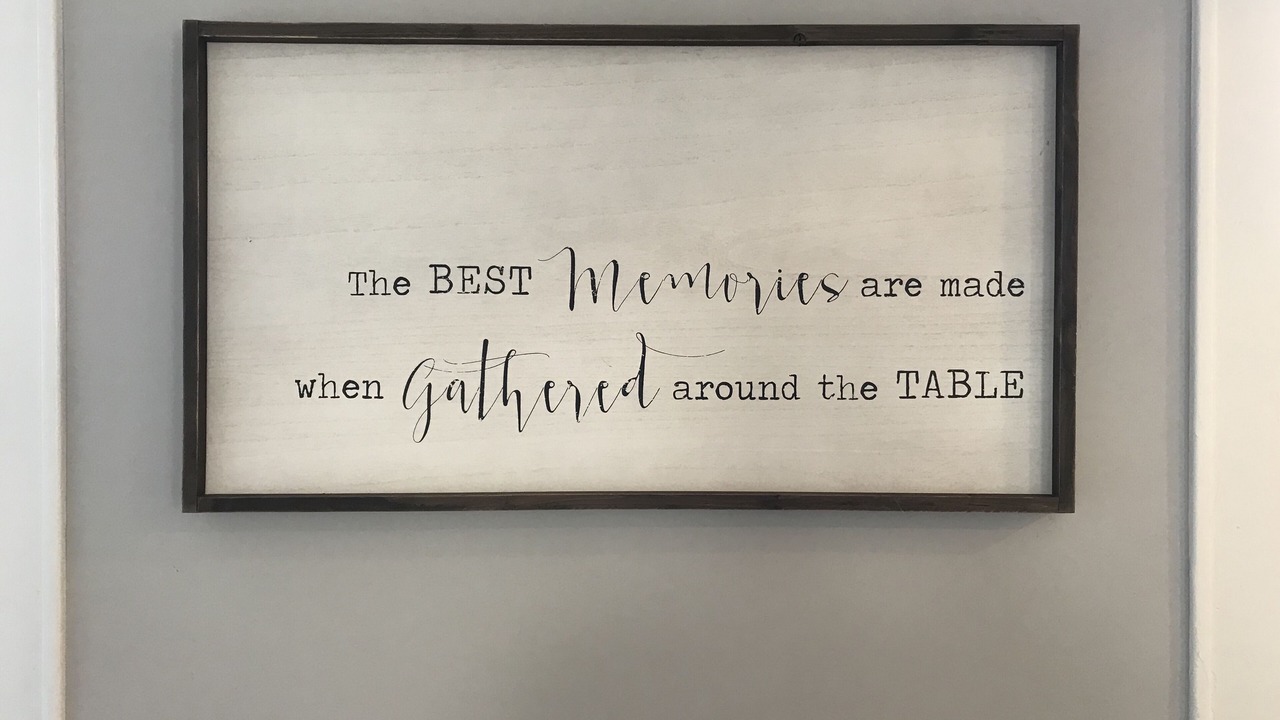 The BEST Memories are made
when Gathered around the TABLE